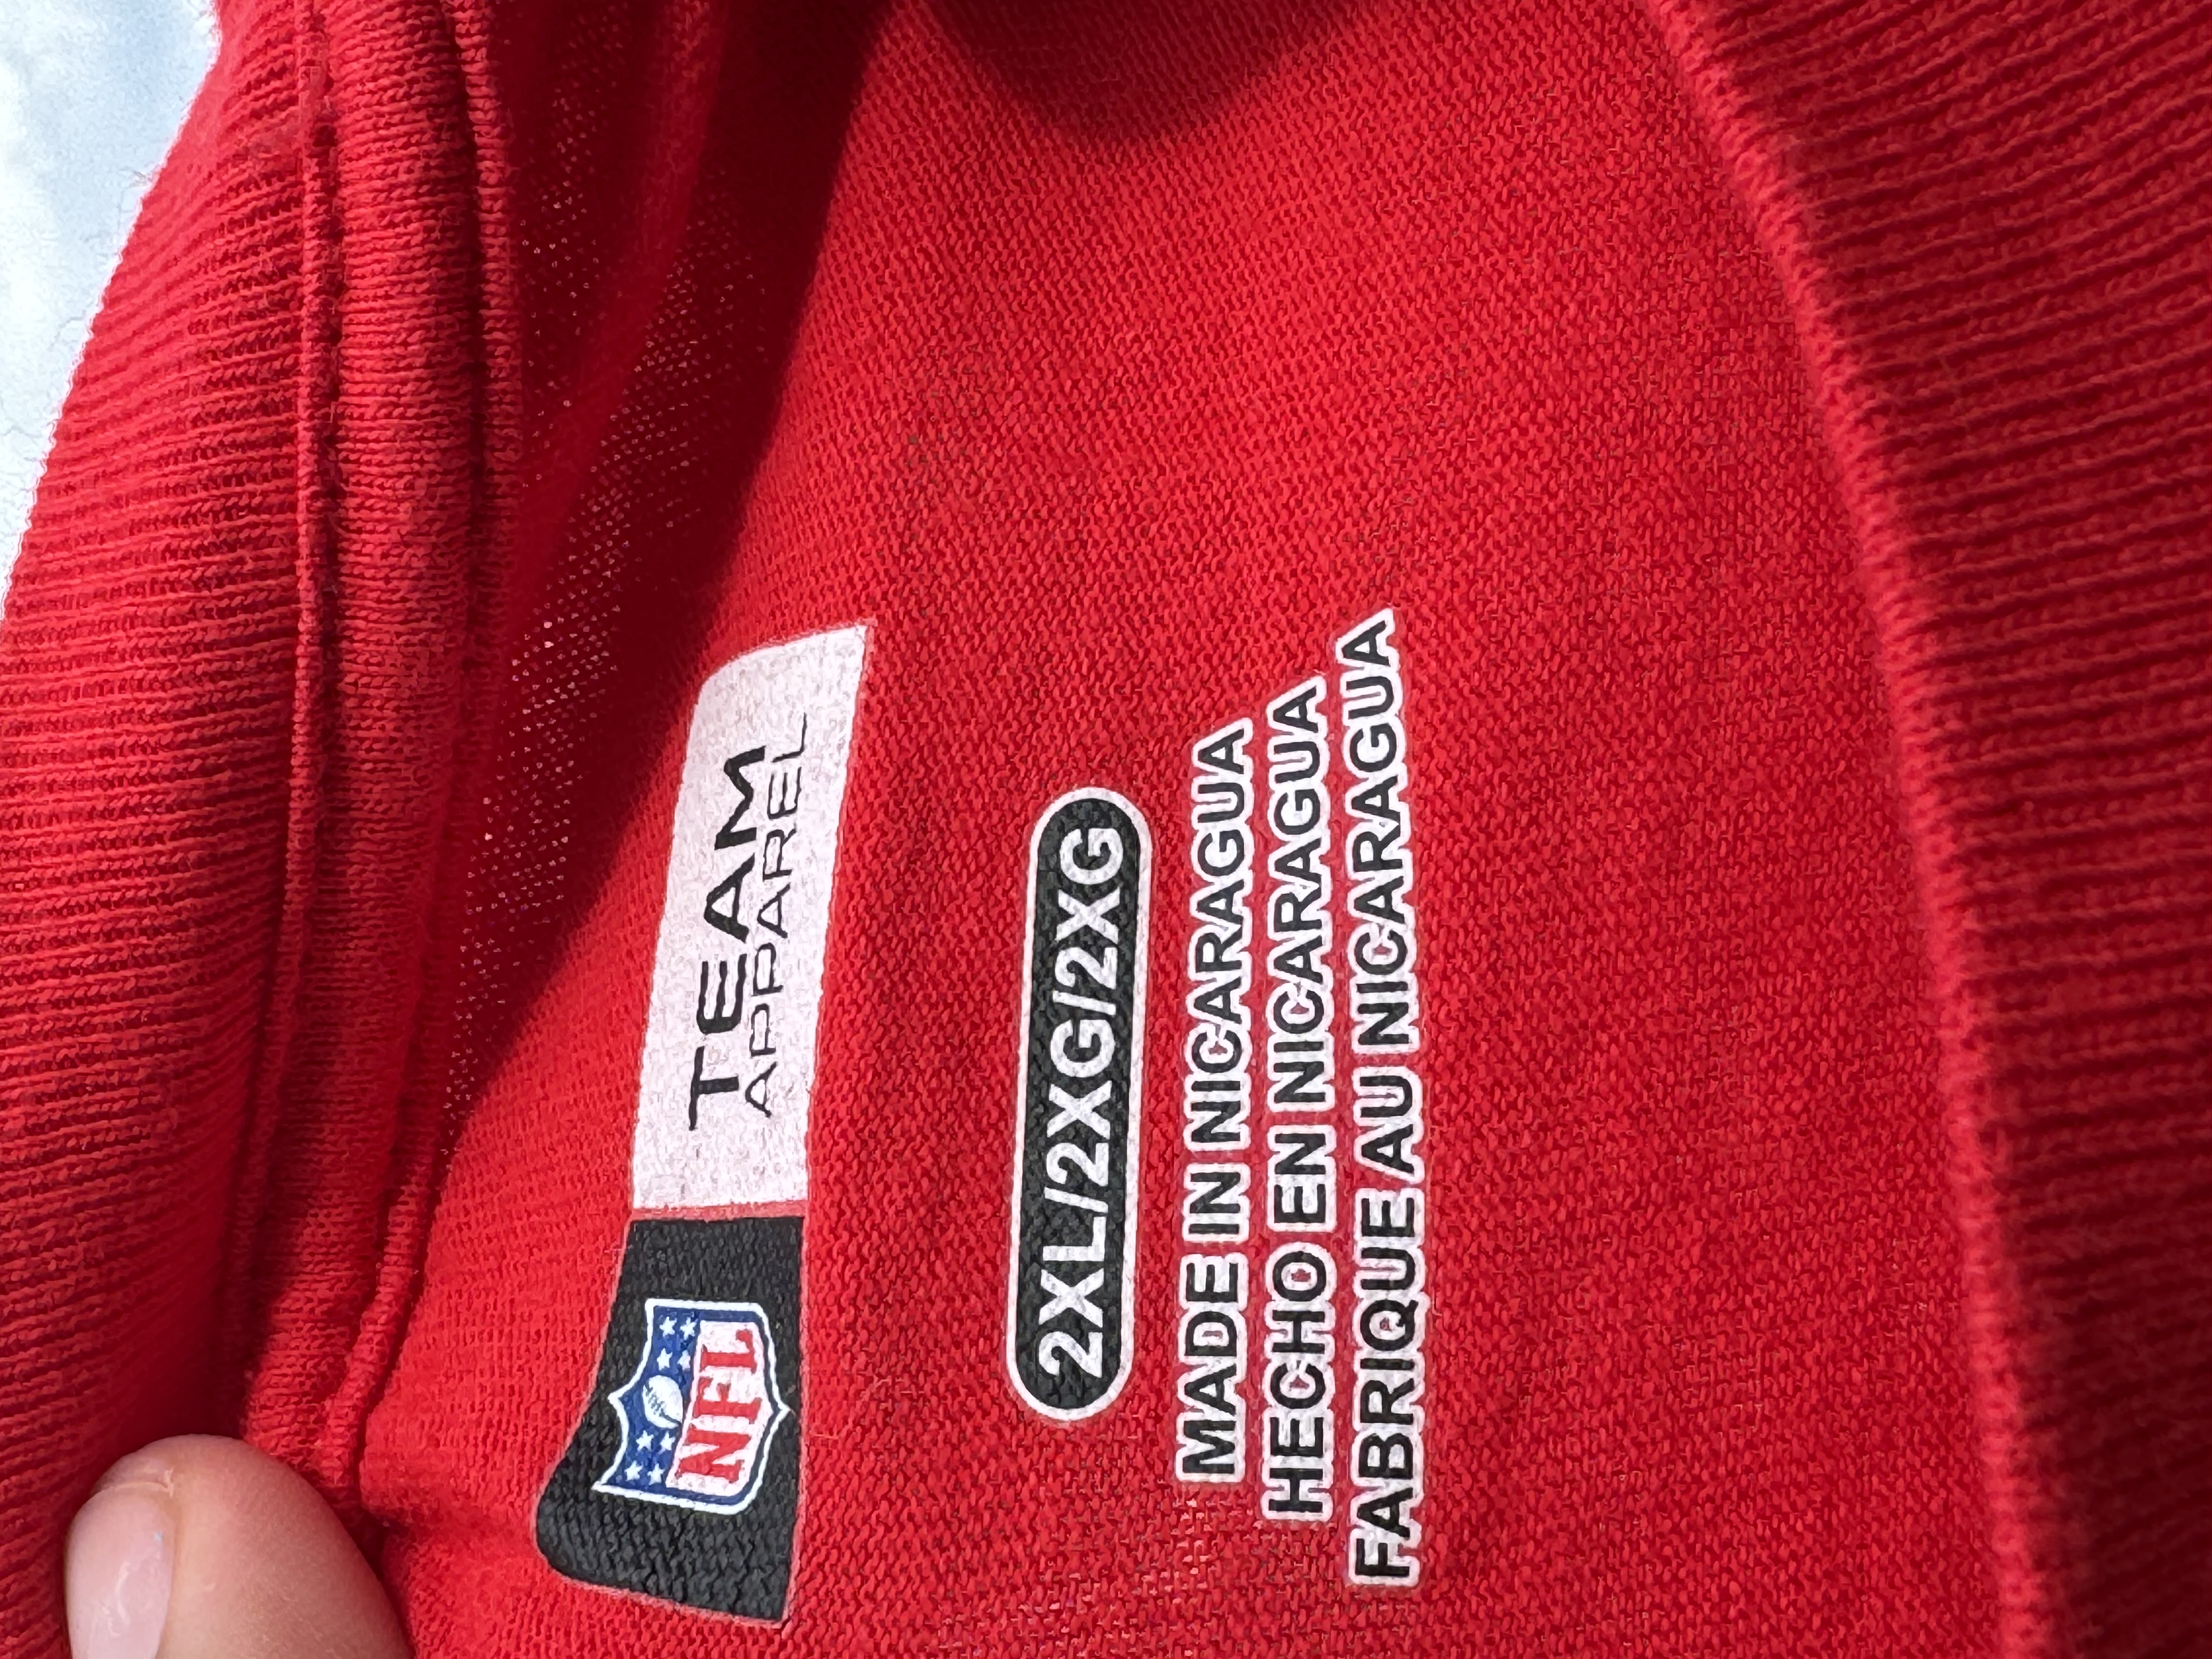 NFL
TEAM
APPAREL
2XL/2XG/2XG
MADE IN NICARAGUA
HECHO EN NICARAGUA
FABRIQUE AU NICARAGUA